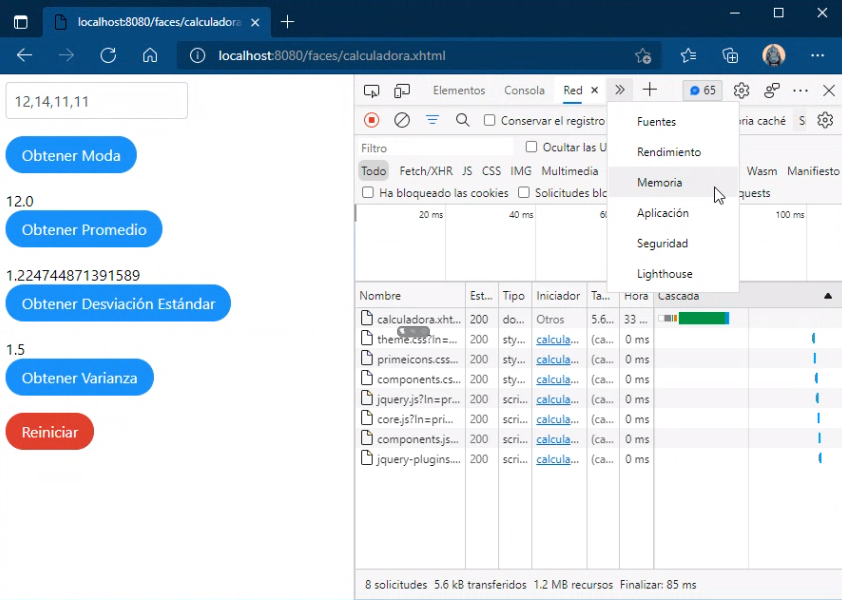 localhost:8080/faces/calculadora
localhost:8080/faces/calculadora.xhtml
12,14,11,11
Obtener Moda
12.0
Obtener Promedio
1.224744871391589
Obtener Desviación Estándar
1.5
Obtener Varianza
Reiniciar
Elementos Consola Red 65
Conservar el registro ria caché S
Filtro Ocultar las U
Todo Fetch/XHR JS CSS IMG Multimedia Wasm Manifiesto
Ha bloqueado las cookies Solicitudes blo quests
Fuentes
Rendimiento
Memoria
Aplicación
Seguridad
Lighthouse
20 ms 40 ms 60 100 ms
Nombre Est... Tipo Iniciador Ta... Hora Cascada
calculadora.xht... 200 do... Otros 5.6... 33 ...
theme.css?ln=... 200 sty... calcula... (ca... 0 ms
primeicons.css... 200 sty... calcula... (ca... 0 ms
components.cs... 200 sty... calcula... (ca... 0 ms
jquery.js?ln=pr... 200 scri... calcula... (ca... 0 ms
core.js?ln=pri... 200 scri... calcula... (ca... 0 ms
components.js... 200 scri... calcula... (ca... 0 ms
jquery-plugins.... 200 scri... calcula... (ca... 0 ms
8 solicitudes 5.6 kB transferidos 1.2 MB recursos Finalizar: 85 ms